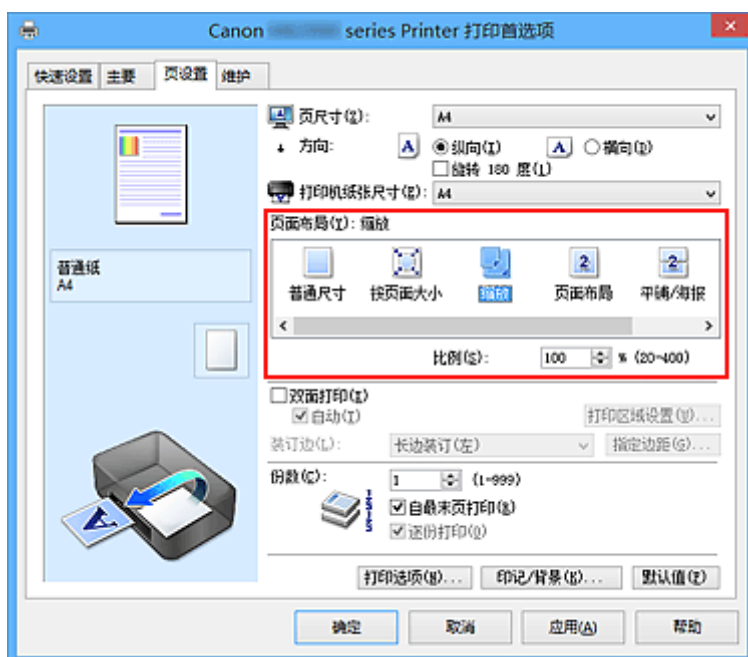 Canon series Printer 打印首选项
快速设置 主要 页设置 维护
页尺寸(Z): A4
方向: A 纵向(I) A 横向(D)
旋转 180 度(L)
打印机纸张尺寸(E): A4
页面布局(Y): 缩放
普通尺寸 按页面大小 缩放 页面布局 平铺/海报
普通纸
A4
比例(S): 100 % (20-400)
双面打印(X)
自动(T) 打印区域设置(U)...
装订边(L): 长边装订(左) 指定边距(G)...
份数(C): 1 (1-999)
自最末页打印(R)
逐份打印(O)
打印选项(N)... 印记/背景(K)... 默认值(F)
确定 取消 应用(A) 帮助